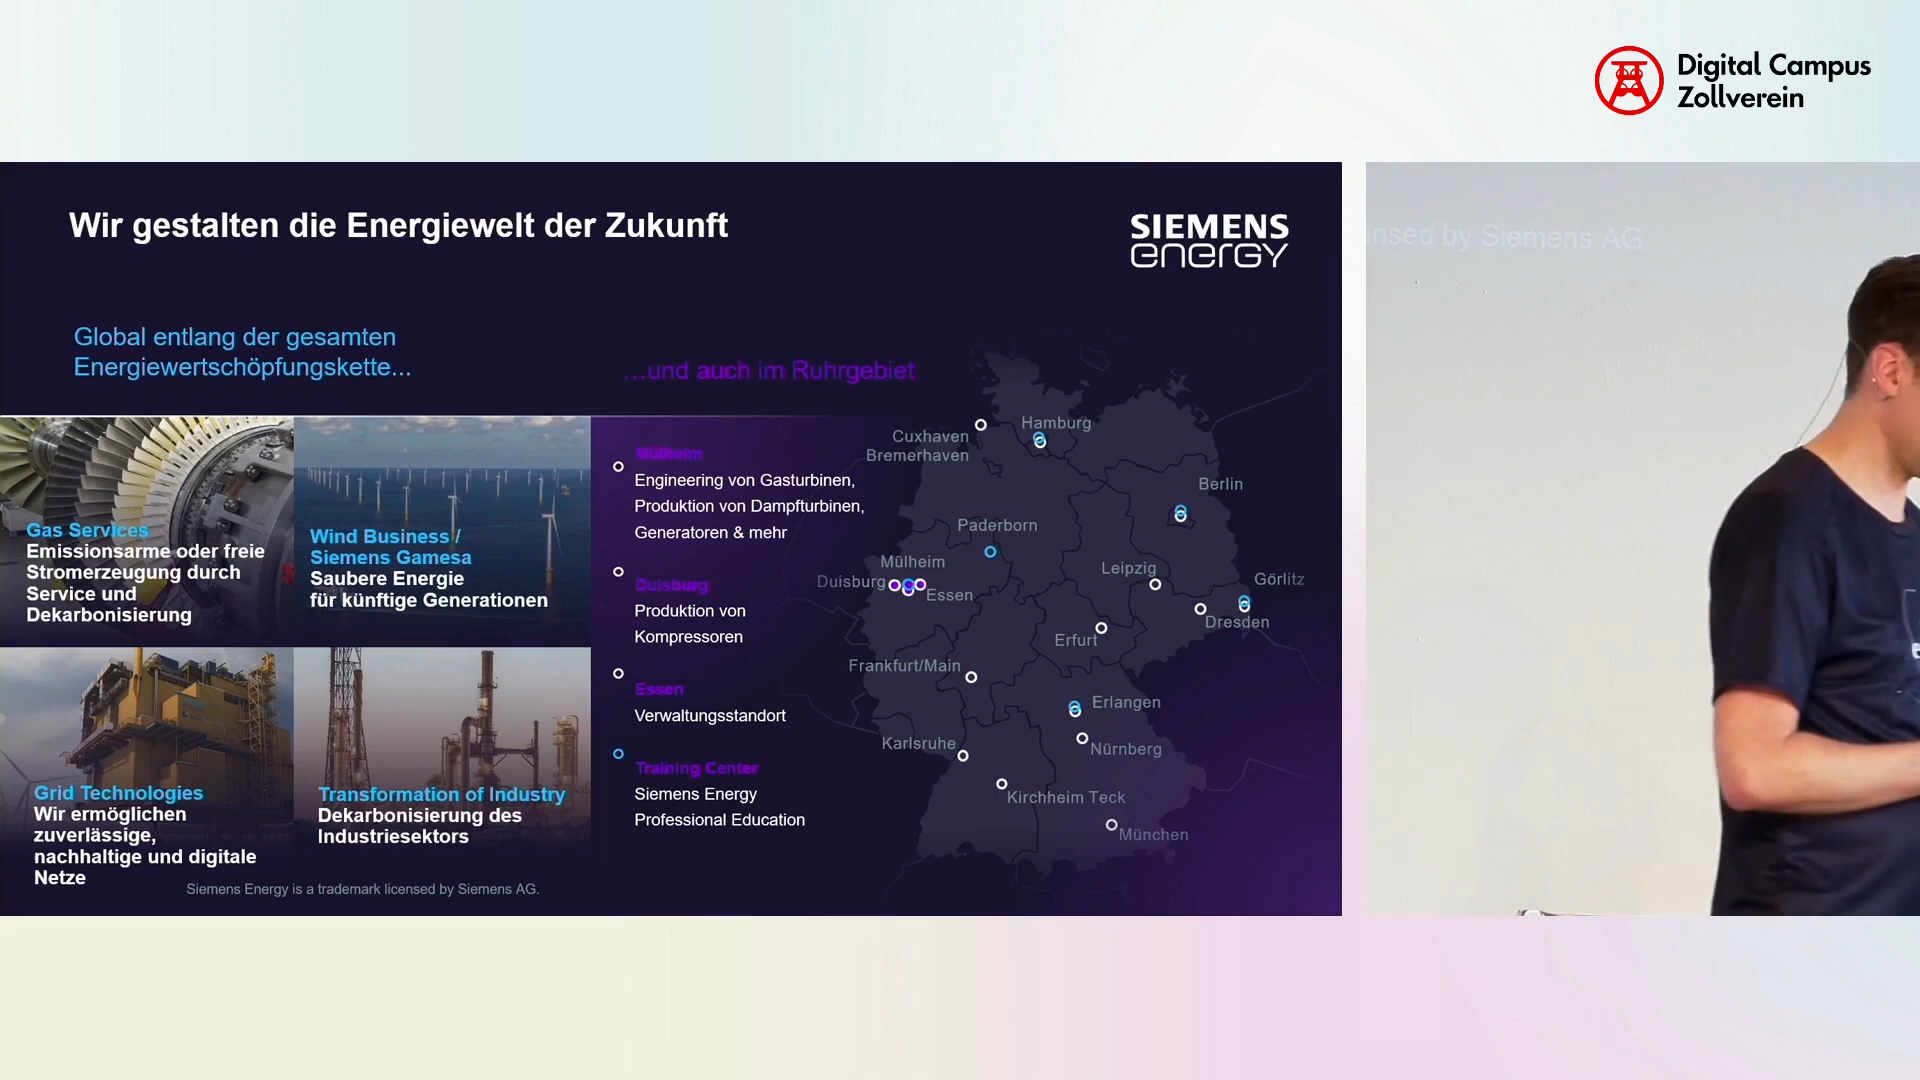 Digital Campus
Zollverein
Wir gestalten die Energiewelt der Zukunft
SIEMENS
energy
Global entlang der gesamten
Energiewertschöpfungskette...
...und auch im Ruhrgebiet
Gas Services
Emissionsarme oder freie
Stromerzeugung durch
Service und
Dekarbonisierung
Wind Business /
Siemens Gamesa
Saubere Energie
für künftige Generationen
Grid Technologies
Wir ermöglichen
zuverlässige,
nachhaltige und digitale
Netze
Transformation of Industry
Dekarbonisierung des
Industriesektors
Mülheim
Engineering von Gasturbinen,
Produktion von Dampfturbinen,
Generatoren & mehr
Duisburg
Produktion von
Kompressoren
Essen
Verwaltungsstandort
Training Center
Siemens Energy
Professional Education
Cuxhaven
Bremerhaven
Hamburg
Berlin
Paderborn
Mülheim
Duisburg
Essen
Leipzig
Görlitz
Dresden
Erfurt
Frankfurt/Main
Erlangen
Nürnberg
Karlsruhe
Kirchheim Teck
München
Siemens Energy is a trademark licensed by Siemens AG.
nsed by Siemens AG.